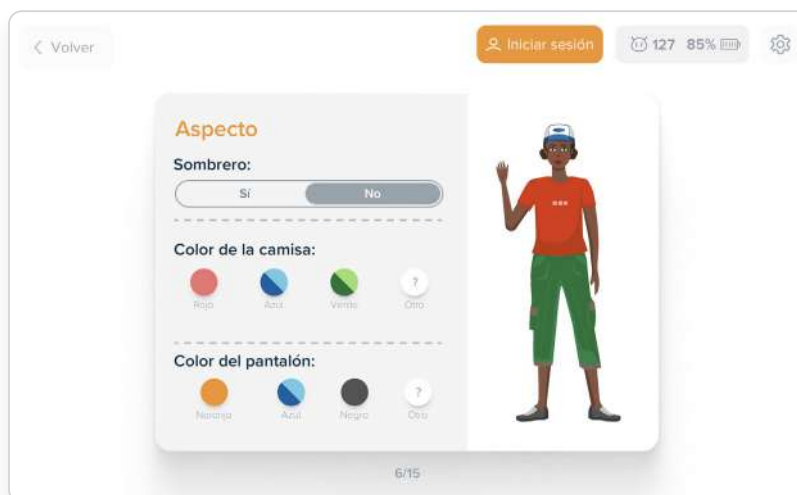 Volver
Iniciar sesión
127 85%
Aspecto
Sombrero:
Sí No
Color de la camisa:
Rojo Azul Verde Otro
Color del pantalón:
Naranja Azul Negro Otro
6/15